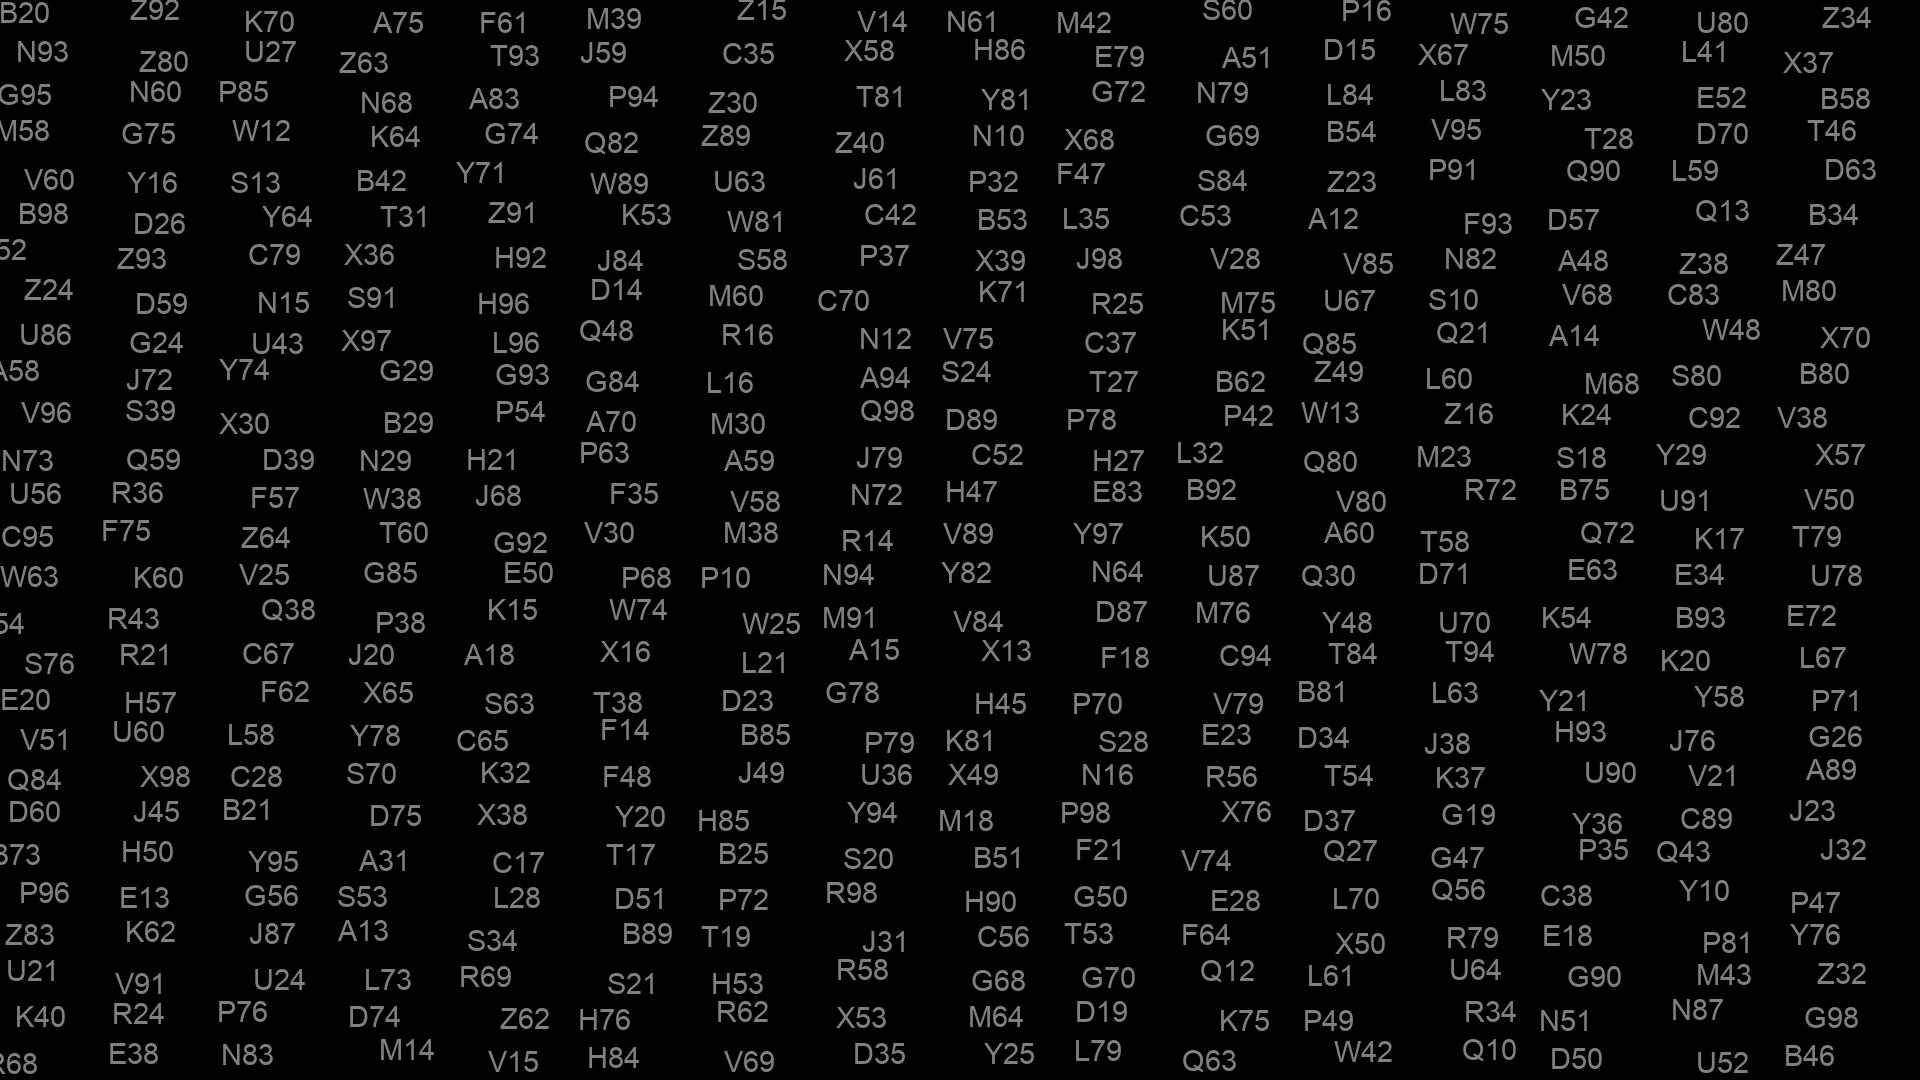 B20 Z92 K70 A75 F61 M39 Z15 V14 N61 M42 S60 P16 W75 G42 U80 Z34
N93 Z80 U27 Z63 T93 J59 C35 X58 H86 E79 A51 D15 X67 M50 L41 X37
G95 N60 P85 N68 A83 P94 Z30 T81 Y81 G72 N79 L84 L83 Y23 E52 B58
M58 G75 W12 K64 G74 Q82 Z89 Z40 N10 X68 G69 B54 V95 T28 D70 T46
V60 Y16 S13 B42 Y71 W89 U63 J61 P32 F47 S84 Z23 P91 Q90 L59 D63
B98 D26 Y64 T31 Z91 K53 W81 C42 B53 L35 C53 A12 F93 D57 Q13 B34
52 Z93 C79 X36 H92 J84 S58 P37 X39 J98 V28 V85 N82 A48 Z38 Z47
Z24 D59 N15 S91 H96 D14 M60 C70 K71 R25 M75 U67 S10 V68 C83 M80
U86 G24 U43 X97 L96 Q48 R16 N12 V75 C37 K51 Q85 Q21 A14 W48 X70
A58 J72 Y74 G29 G93 G84 L16 A94 S24 T27 B62 Z49 L60 M68 S80 B80
V96 S39 X30 B29 P54 A70 M30 Q98 D89 P78 P42 W13 Z16 K24 C92 V38
N73 Q59 D39 N29 H21 P63 A59 J79 C52 H27 L32 Q80 M23 S18 Y29 X57
U56 R36 F57 W38 J68 F35 V58 N72 H47 E83 B92 V80 R72 B75 U91 V50
C95 F75 Z64 T60 G92 V30 M38 R14 V89 Y97 K50 A60 T58 Q72 K17 T79
W63 K60 V25 G85 E50 P68 P10 N94 Y82 N64 U87 Q30 D71 E63 E34 U78
54 R43 Q38 P38 K15 W74 W25 M91 V84 D87 M76 Y48 U70 K54 B93 E72
S76 R21 C67 J20 A18 X16 L21 A15 X13 F18 C94 T84 T94 W78 K20 L67
E20 H57 F62 X65 S63 T38 D23 G78 H45 P70 V79 B81 L63 Y21 Y58 P71
V51 U60 L58 Y78 C65 F14 B85 P79 K81 S28 E23 D34 J38 H93 J76 G26
Q84 X98 C28 S70 K32 F48 J49 U36 X49 N16 R56 T54 K37 U90 V21 A89
D60 J45 B21 D75 X38 Y20 H85 Y94 M18 P98 X76 D37 G19 Y36 C89 J23
B73 H50 Y95 A31 C17 T17 B25 S20 B51 F21 V74 Q27 G47 P35 Q43 J32
P96 E13 G56 S53 L28 D51 P72 R98 H90 G50 E28 L70 Q56 C38 Y10 P47
Z83 K62 J87 A13 S34 B89 T19 J31 C56 T53 F64 X50 R79 E18 P81 Y76
U21 V91 U24 L73 R69 S21 H53 R58 G68 G70 Q12 L61 U64 G90 M43 Z32
K40 R24 P76 D74 Z62 H76 R62 X53 M64 D19 K75 P49 R34 N51 N87 G98
R68 E38 N83 M14 V15 H84 V69 D35 Y25 L79 Q63 W42 Q10 D50 U52 B46